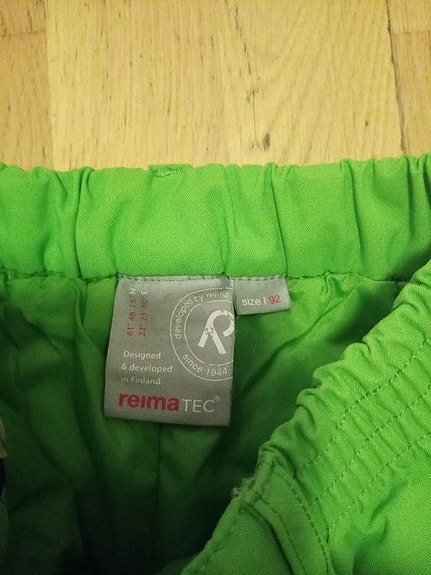 61° 48' 15" N
22° 23' 40" E
developed by reima
since 1944
Designed
& developed
in Finland.
reimaTEC®
size | 92